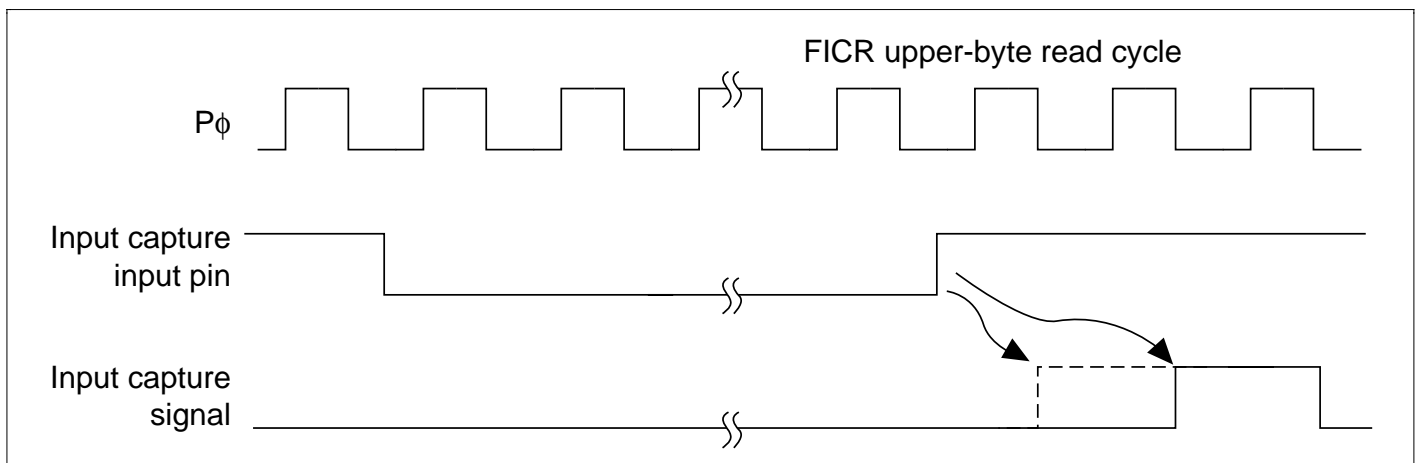 FICR upper-byte read cycle
Pϕ
Input capture
input pin
Input capture
signal